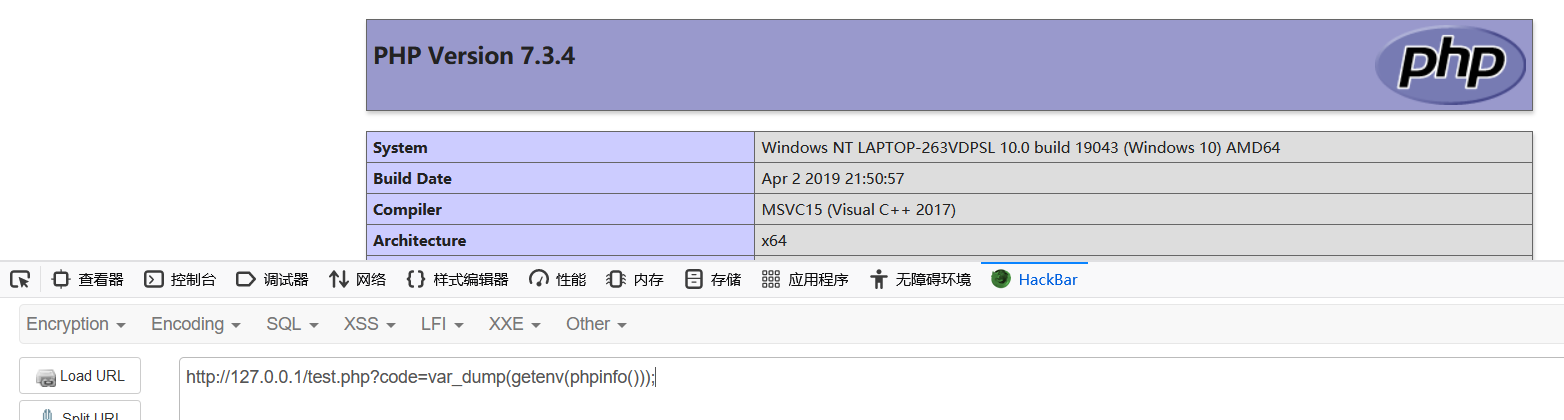 PHP Version 7.3.4
php
System Windows NT LAPTOP-263VDPSL 10.0 build 19043 (Windows 10) AMD64
Build Date Apr 2 2019 21:50:57
Compiler MSVC15 (Visual C++ 2017)
Architecture x64
查看器 控制台 调试器 网络 样式编辑器 性能 内存 存储 应用程序 无障碍环境 HackBar
Encryption Encoding SQL XSS LFI XXE Other
Load URL http://127.0.0.1/test.php?code=var_dump(getenv(phpinfo()));
Split URL